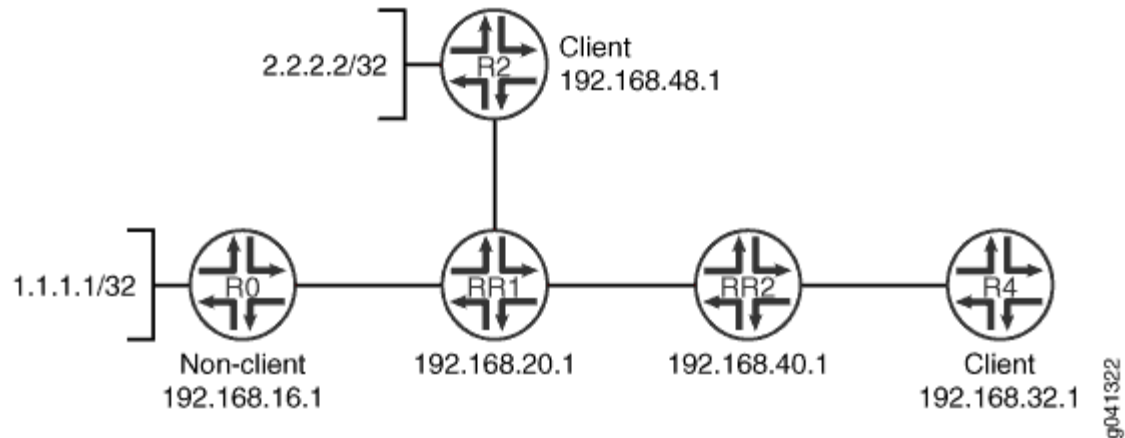 2.2.2.2/32
R2
Client
192.168.48.1
1.1.1.1/32
R0
RR1
RR2
R4
Non-client
192.168.16.1
192.168.20.1
192.168.40.1
Client
192.168.32.1
g041322